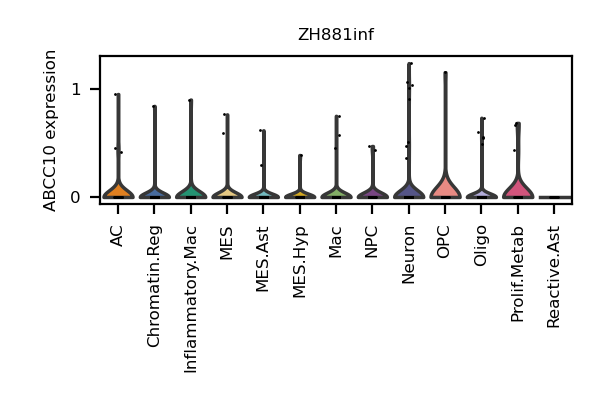 ZH881inf
ABCC10 expression
1
0
AC
Chromatin.Reg
Inflammatory.Mac
MES
MES.Ast
MES.Hyp
Mac
NPC
Neuron
OPC
Oligo
Prolif.Metab
Reactive.Ast